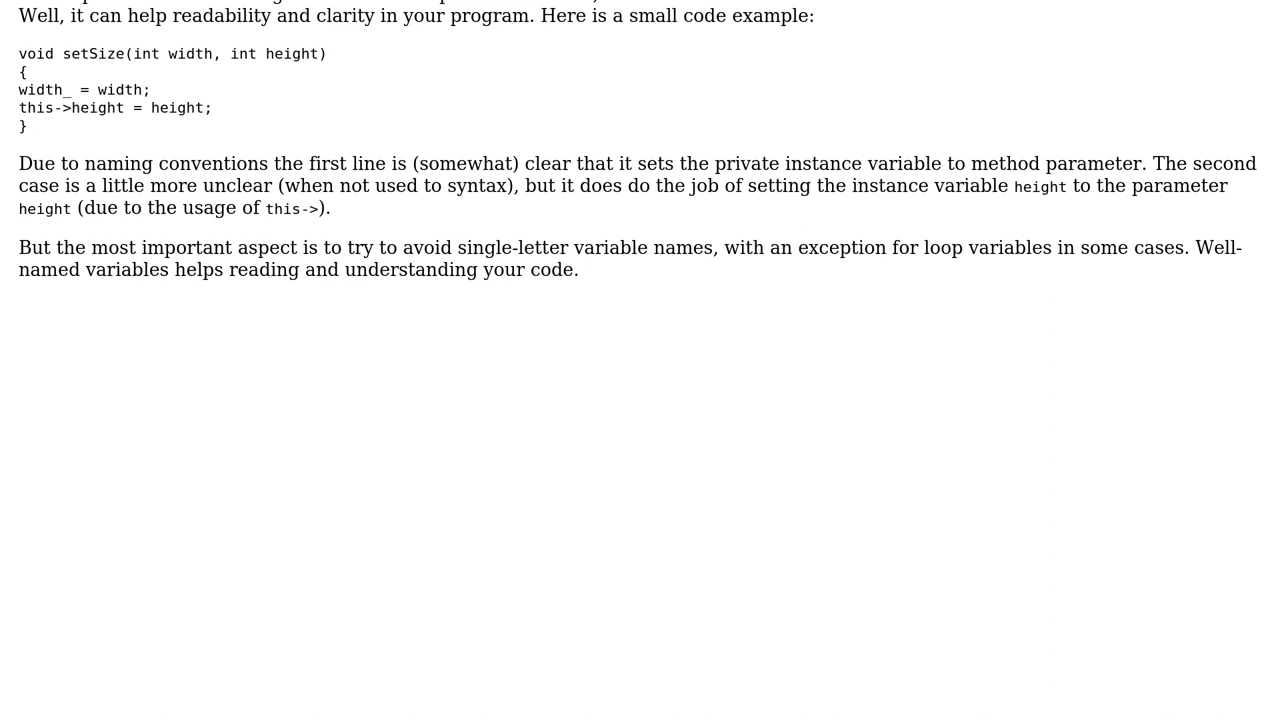 Well, it can help readability and clarity in your program. Here is a small code example:
void setSize(int width, int height)
{
width_ = width;
this->height = height;
}
Due to naming conventions the first line is (somewhat) clear that it sets the private instance variable to method parameter. The second
case is a little more unclear (when not used to syntax), but it does do the job of setting the instance variable height to the parameter
height (due to the usage of this->).
But the most important aspect is to try to avoid single-letter variable names, with an exception for loop variables in some cases. Well-
named variables helps reading and understanding your code.